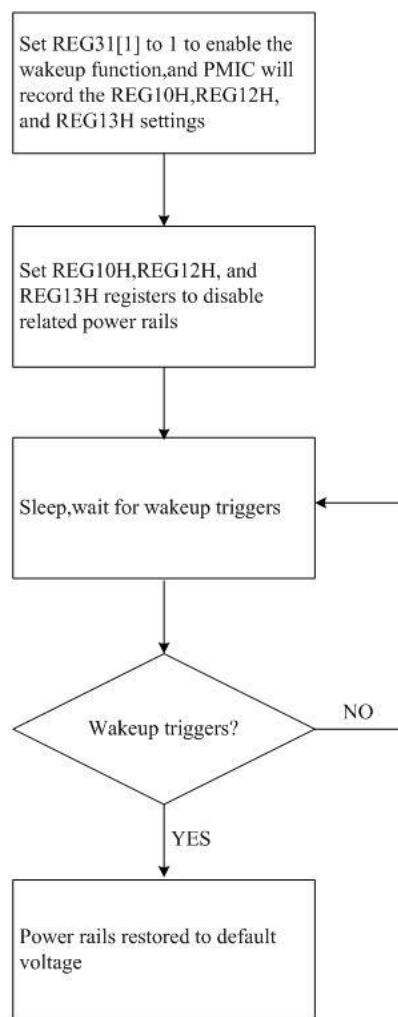 Set REG31[1] to 1 to enable the
wakeup function,and PMIC will
record the REG10H,REG12H,
and REG13H settings
Set REG10H,REG12H, and
REG13H registers to disable
related power rails
Sleep,wait for wakeup triggers
Wakeup triggers?
NO
YES
Power rails restored to default
voltage